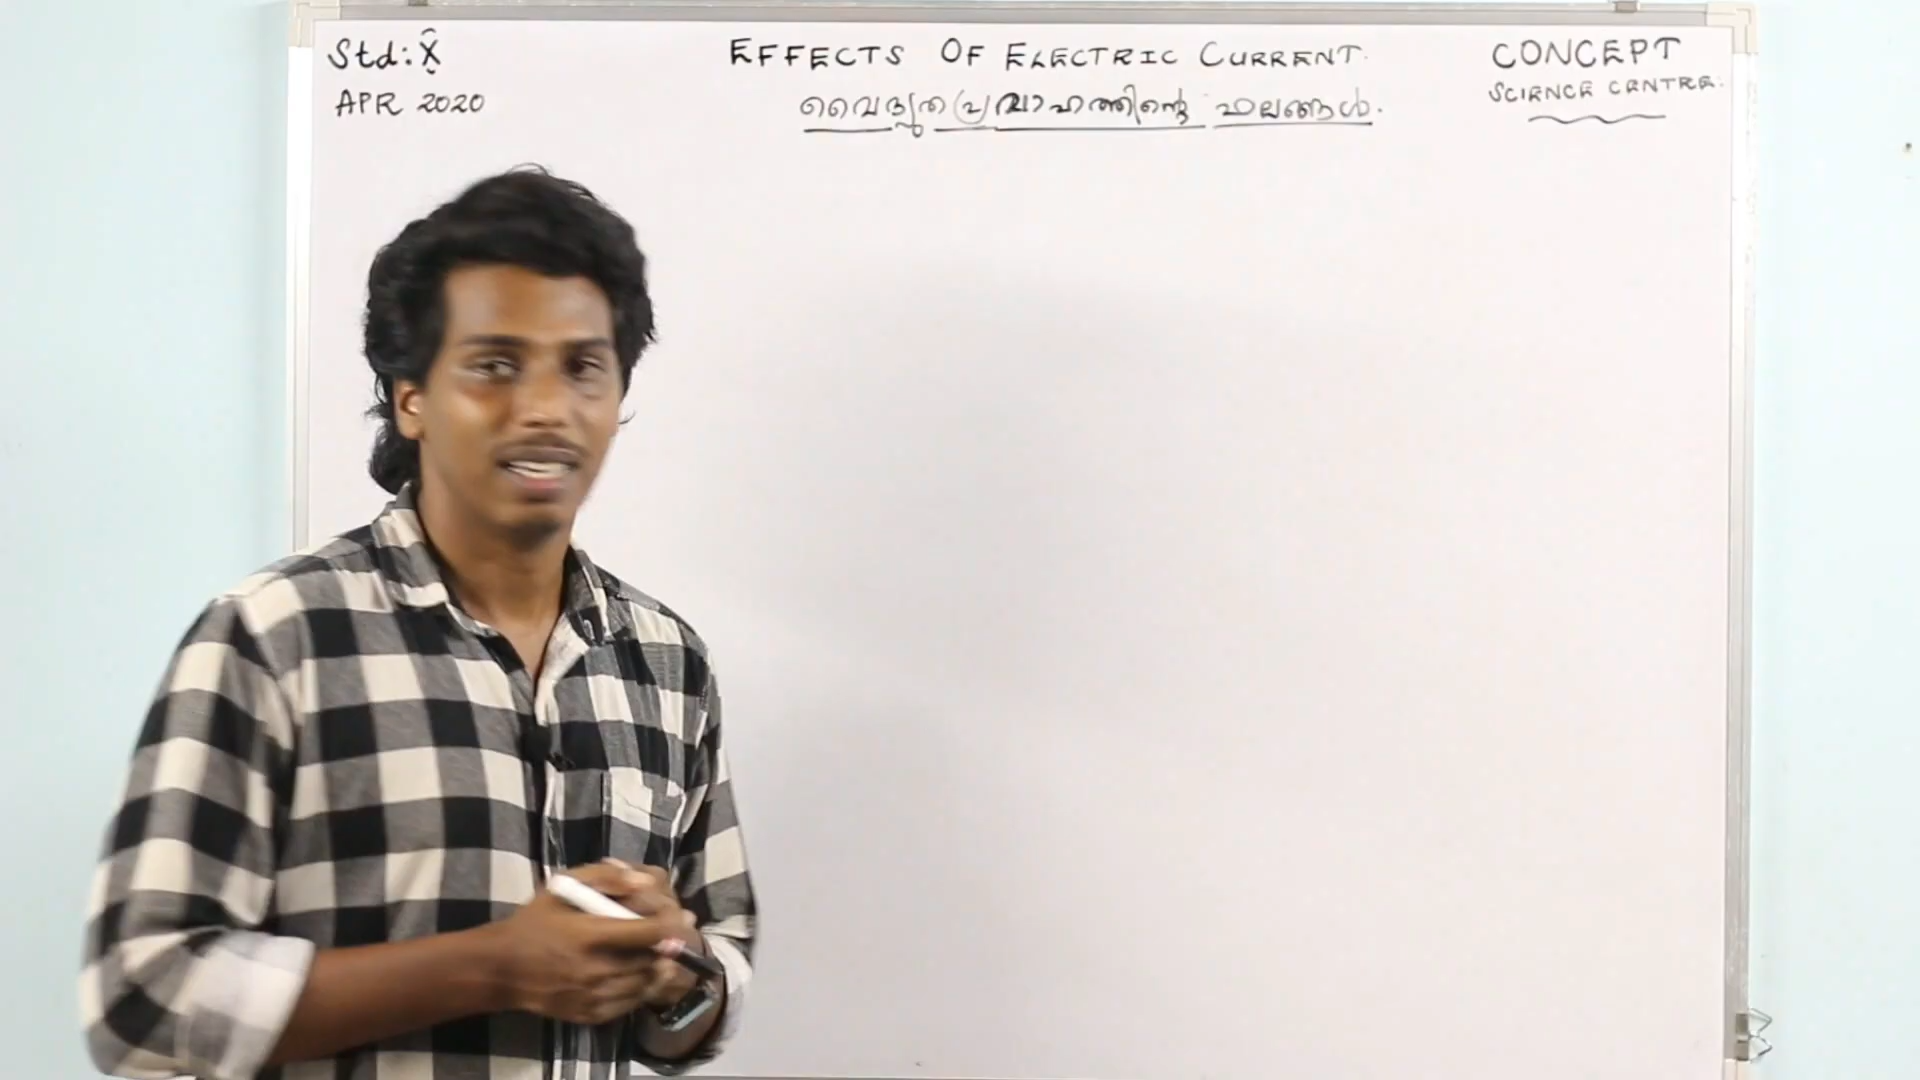 Std: X
APR 2020
EFFECTS OF ELECTRIC CURRENT.
വൈദ്യുതപ്രവാഹത്തിന്റെ ഫലങ്ങൾ.
CONCEPT
SCIENCE CENTRE.